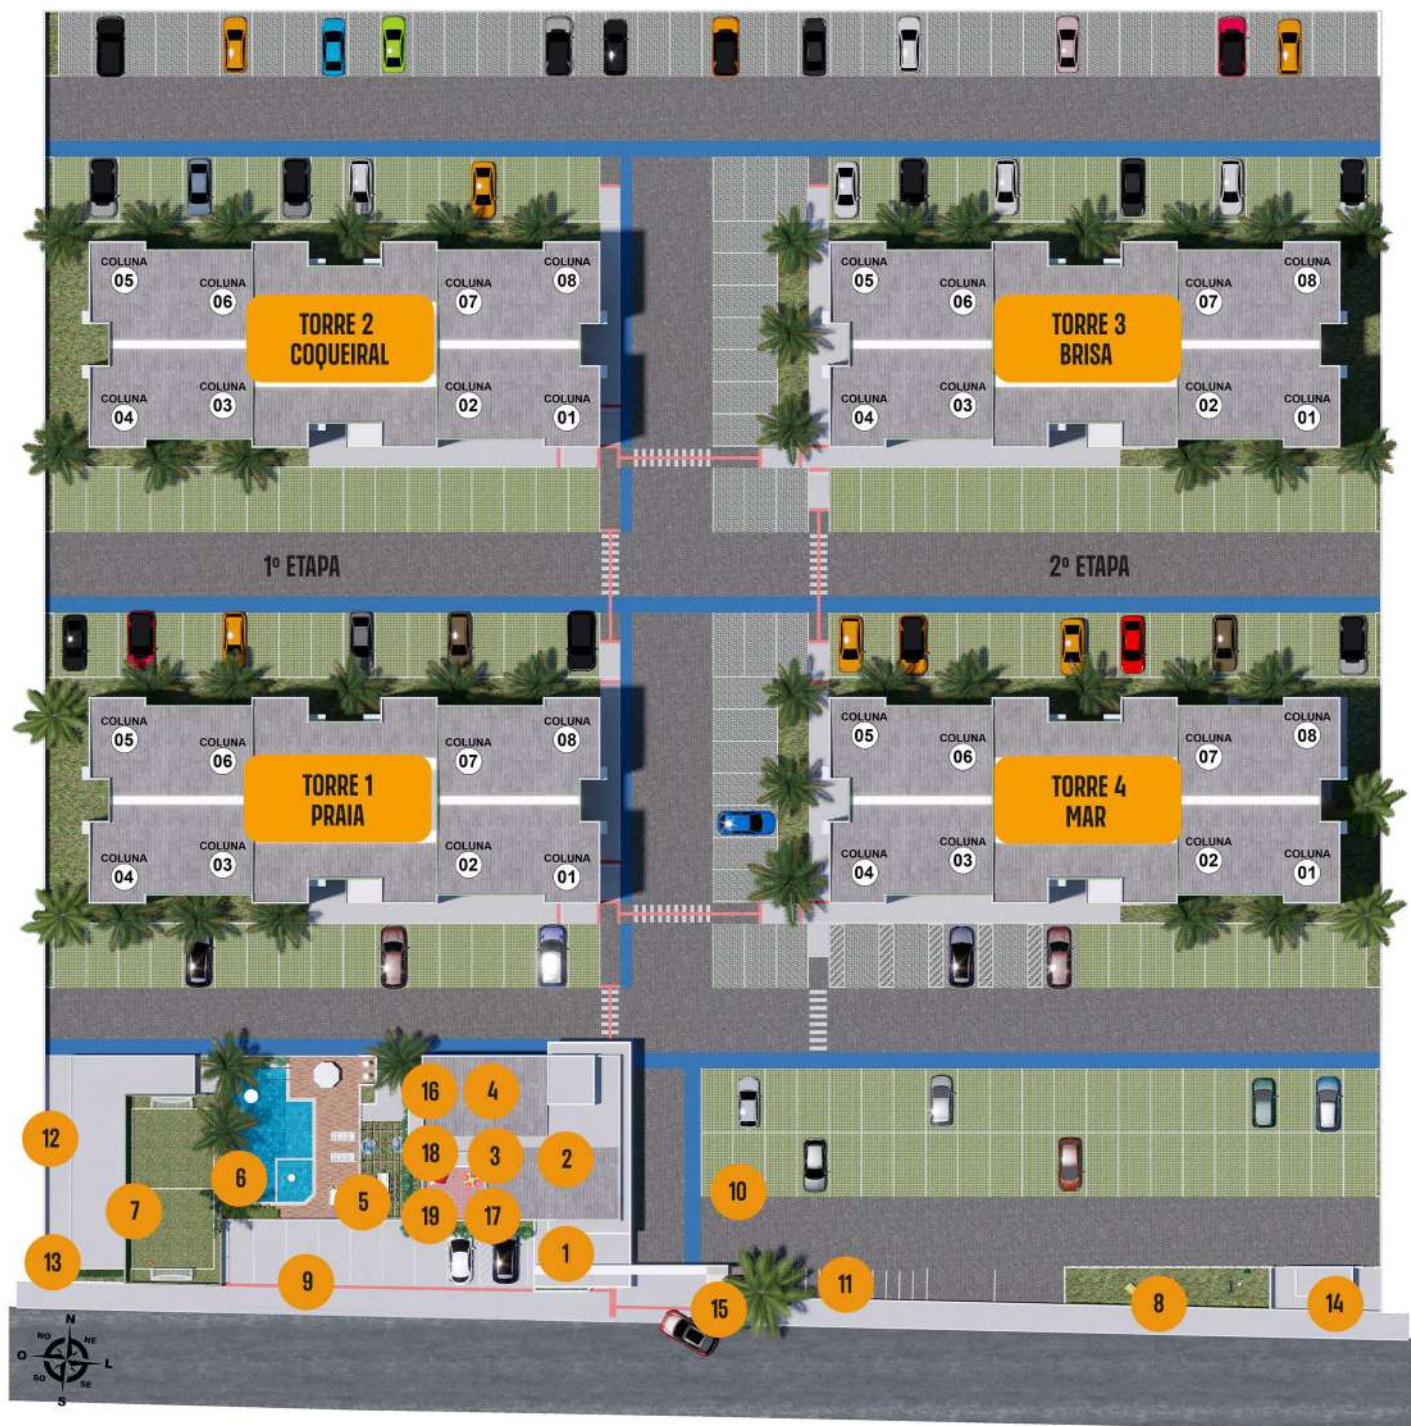 COLUNA
05
COLUNA
06
COLUNA
07
COLUNA
08
TORRE 2
COQUEIRAL
COLUNA
04
COLUNA
03
COLUNA
02
COLUNA
01
COLUNA
05
COLUNA
06
COLUNA
07
COLUNA
08
TORRE 3
BRISA
COLUNA
04
COLUNA
03
COLUNA
02
COLUNA
01
1º ETAPA
2º ETAPA
COLUNA
05
COLUNA
06
COLUNA
07
COLUNA
08
TORRE 1
PRAIA
COLUNA
04
COLUNA
03
COLUNA
02
COLUNA
01
COLUNA
05
COLUNA
06
COLUNA
07
COLUNA
08
TORRE 4
MAR
COLUNA
04
COLUNA
03
COLUNA
02
COLUNA
01
16
4
12
18
3
2
6
5
10
7
19
17
1
13
9
11
15
8
14
N
NO
NE
O
L
SO
SE
S